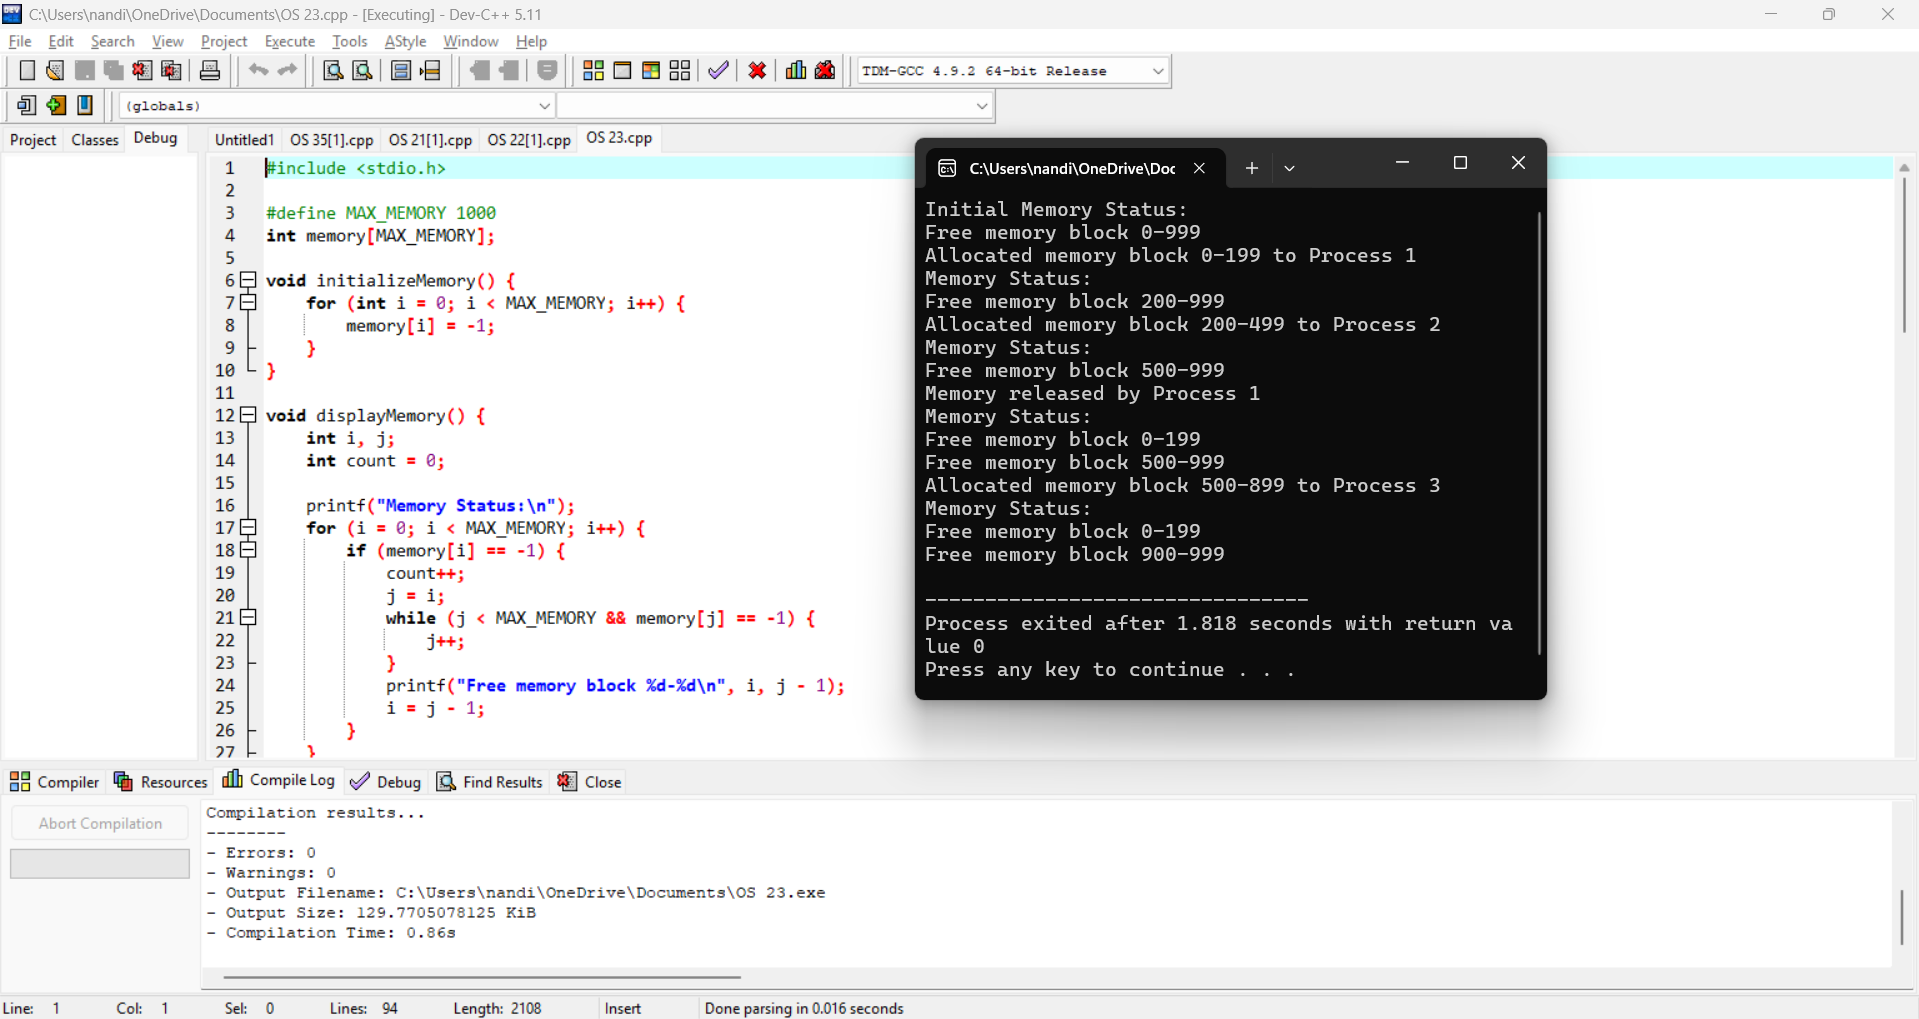 C:\Users\nandi\OneDrive\Documents\OS 23.cpp - [Executing] - Dev-C++ 5.11
File Edit Search View Project Execute Tools AStyle Window Help
TDM-GCC 4.9.2 64-bit Release
(globals)
Project Classes Debug
Untitled1 OS 35[1].cpp OS 21[1].cpp OS 22[1].cpp OS 23.cpp
1 #include <stdio.h>
2
3 #define MAX_MEMORY 1000
4 int memory[MAX_MEMORY];
5
6 void initializeMemory() {
7 for (int i = 0; i < MAX_MEMORY; i++) {
8 memory[i] = -1;
9 }
10 }
11
12 void displayMemory() {
13 int i, j;
14 int count = 0;
15
16 printf("Memory Status:\n");
17 for (i = 0; i < MAX_MEMORY; i++) {
18 if (memory[i] == -1) {
19 count++;
20 j = i;
21 while (j < MAX_MEMORY && memory[j] == -1) {
22 j++;
23 }
24 printf("Free memory block %d-%d\n", i, j - 1);
25 i = j - 1;
26 }
27 }
C:\Users\nandi\OneDrive\Doc
Initial Memory Status:
Free memory block 0-999
Allocated memory block 0-199 to Process 1
Memory Status:
Free memory block 200-999
Allocated memory block 200-499 to Process 2
Memory Status:
Free memory block 500-999
Memory released by Process 1
Memory Status:
Free memory block 0-199
Free memory block 500-999
Allocated memory block 500-899 to Process 3
Memory Status:
Free memory block 0-199
Free memory block 900-999
--------------------------------
Process exited after 1.818 seconds with return va
lue 0
Press any key to continue . . .
Compiler Resources Compile Log Debug Find Results Close
Abort Compilation
Compilation results...
--------
- Errors: 0
- Warnings: 0
- Output Filename: C:\Users\nandi\OneDrive\Documents\OS 23.exe
- Output Size: 129.7705078125 KiB
- Compilation Time: 0.86s
Line: 1 Col: 1 Sel: 0 Lines: 94 Length: 2108 Insert Done parsing in 0.016 seconds